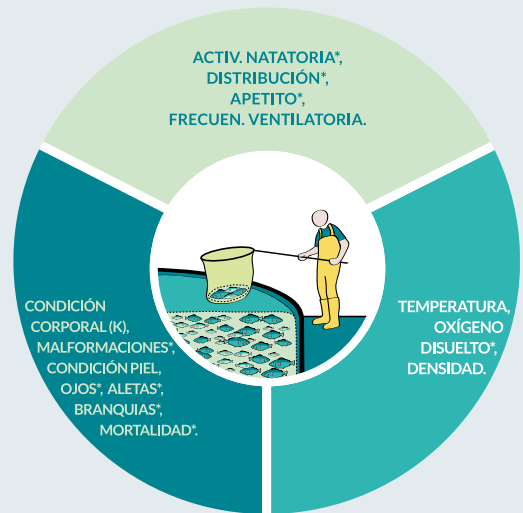 ACTIV. NATATORIA*,
DISTRIBUCIÓN*,
APETITO*,
FRECUEN. VENTILATORIA.
CONDICIÓN
CORPORAL (K),
MALFORMACIONES*,
CONDICIÓN PIEL,
OJOS*, ALETAS*,
BRANQUIAS*,
MORTALIDAD*.
TEMPERATURA,
OXÍGENO
DISUELTO*,
DENSIDAD.